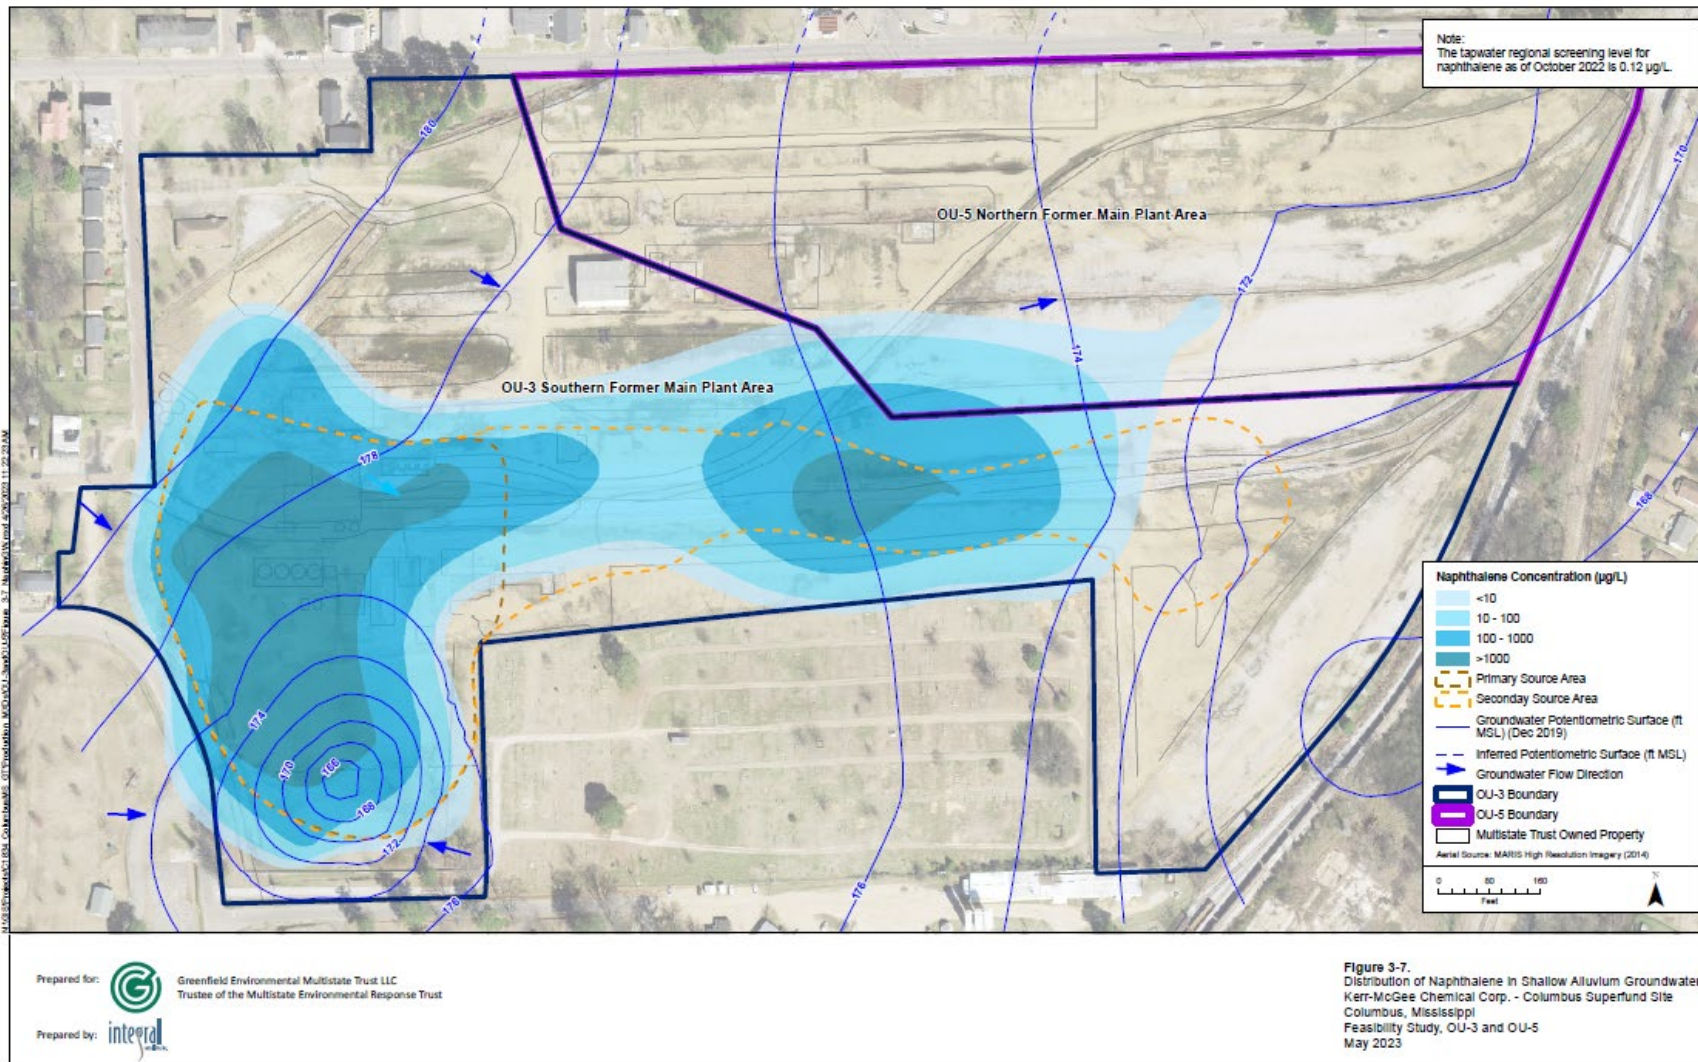 Note:
The tapwater regional screening level for
naphthalene as of October 2022 is 0.12 µg/L.
180
170
OU-5 Northern Former Main Plant Area
172
174
OU-3 Southern Former Main Plant Area
178
168
174
170
166
168
172
176
176
Naphthalene Concentration (µg/L)
<10
10 - 100
100 - 1000
>1000
Primary Source Area
Seconday Source Area
Groundwater Potentiometric Surface (ft
MSL) (Dec 2019)
Inferred Potentiometric Surface (ft MSL)
Groundwater Flow Direction
OU-3 Boundary
OU-5 Boundary
Multistate Trust Owned Property
Aerial Source: MARIS High Resolution Imagery (2014)
0 80 160
Feet
N
Prepared for:
Greenfield Environmental Multistate Trust LLC
Trustee of the Multistate Environmental Response Trust
Prepared by:
integral
Figure 3-7.
Distribution of Naphthalene in Shallow Alluvium Groundwater
Kerr-McGee Chemical Corp. - Columbus Superfund Site
Columbus, Mississippi
Feasibility Study, OU-3 and OU-5
May 2023